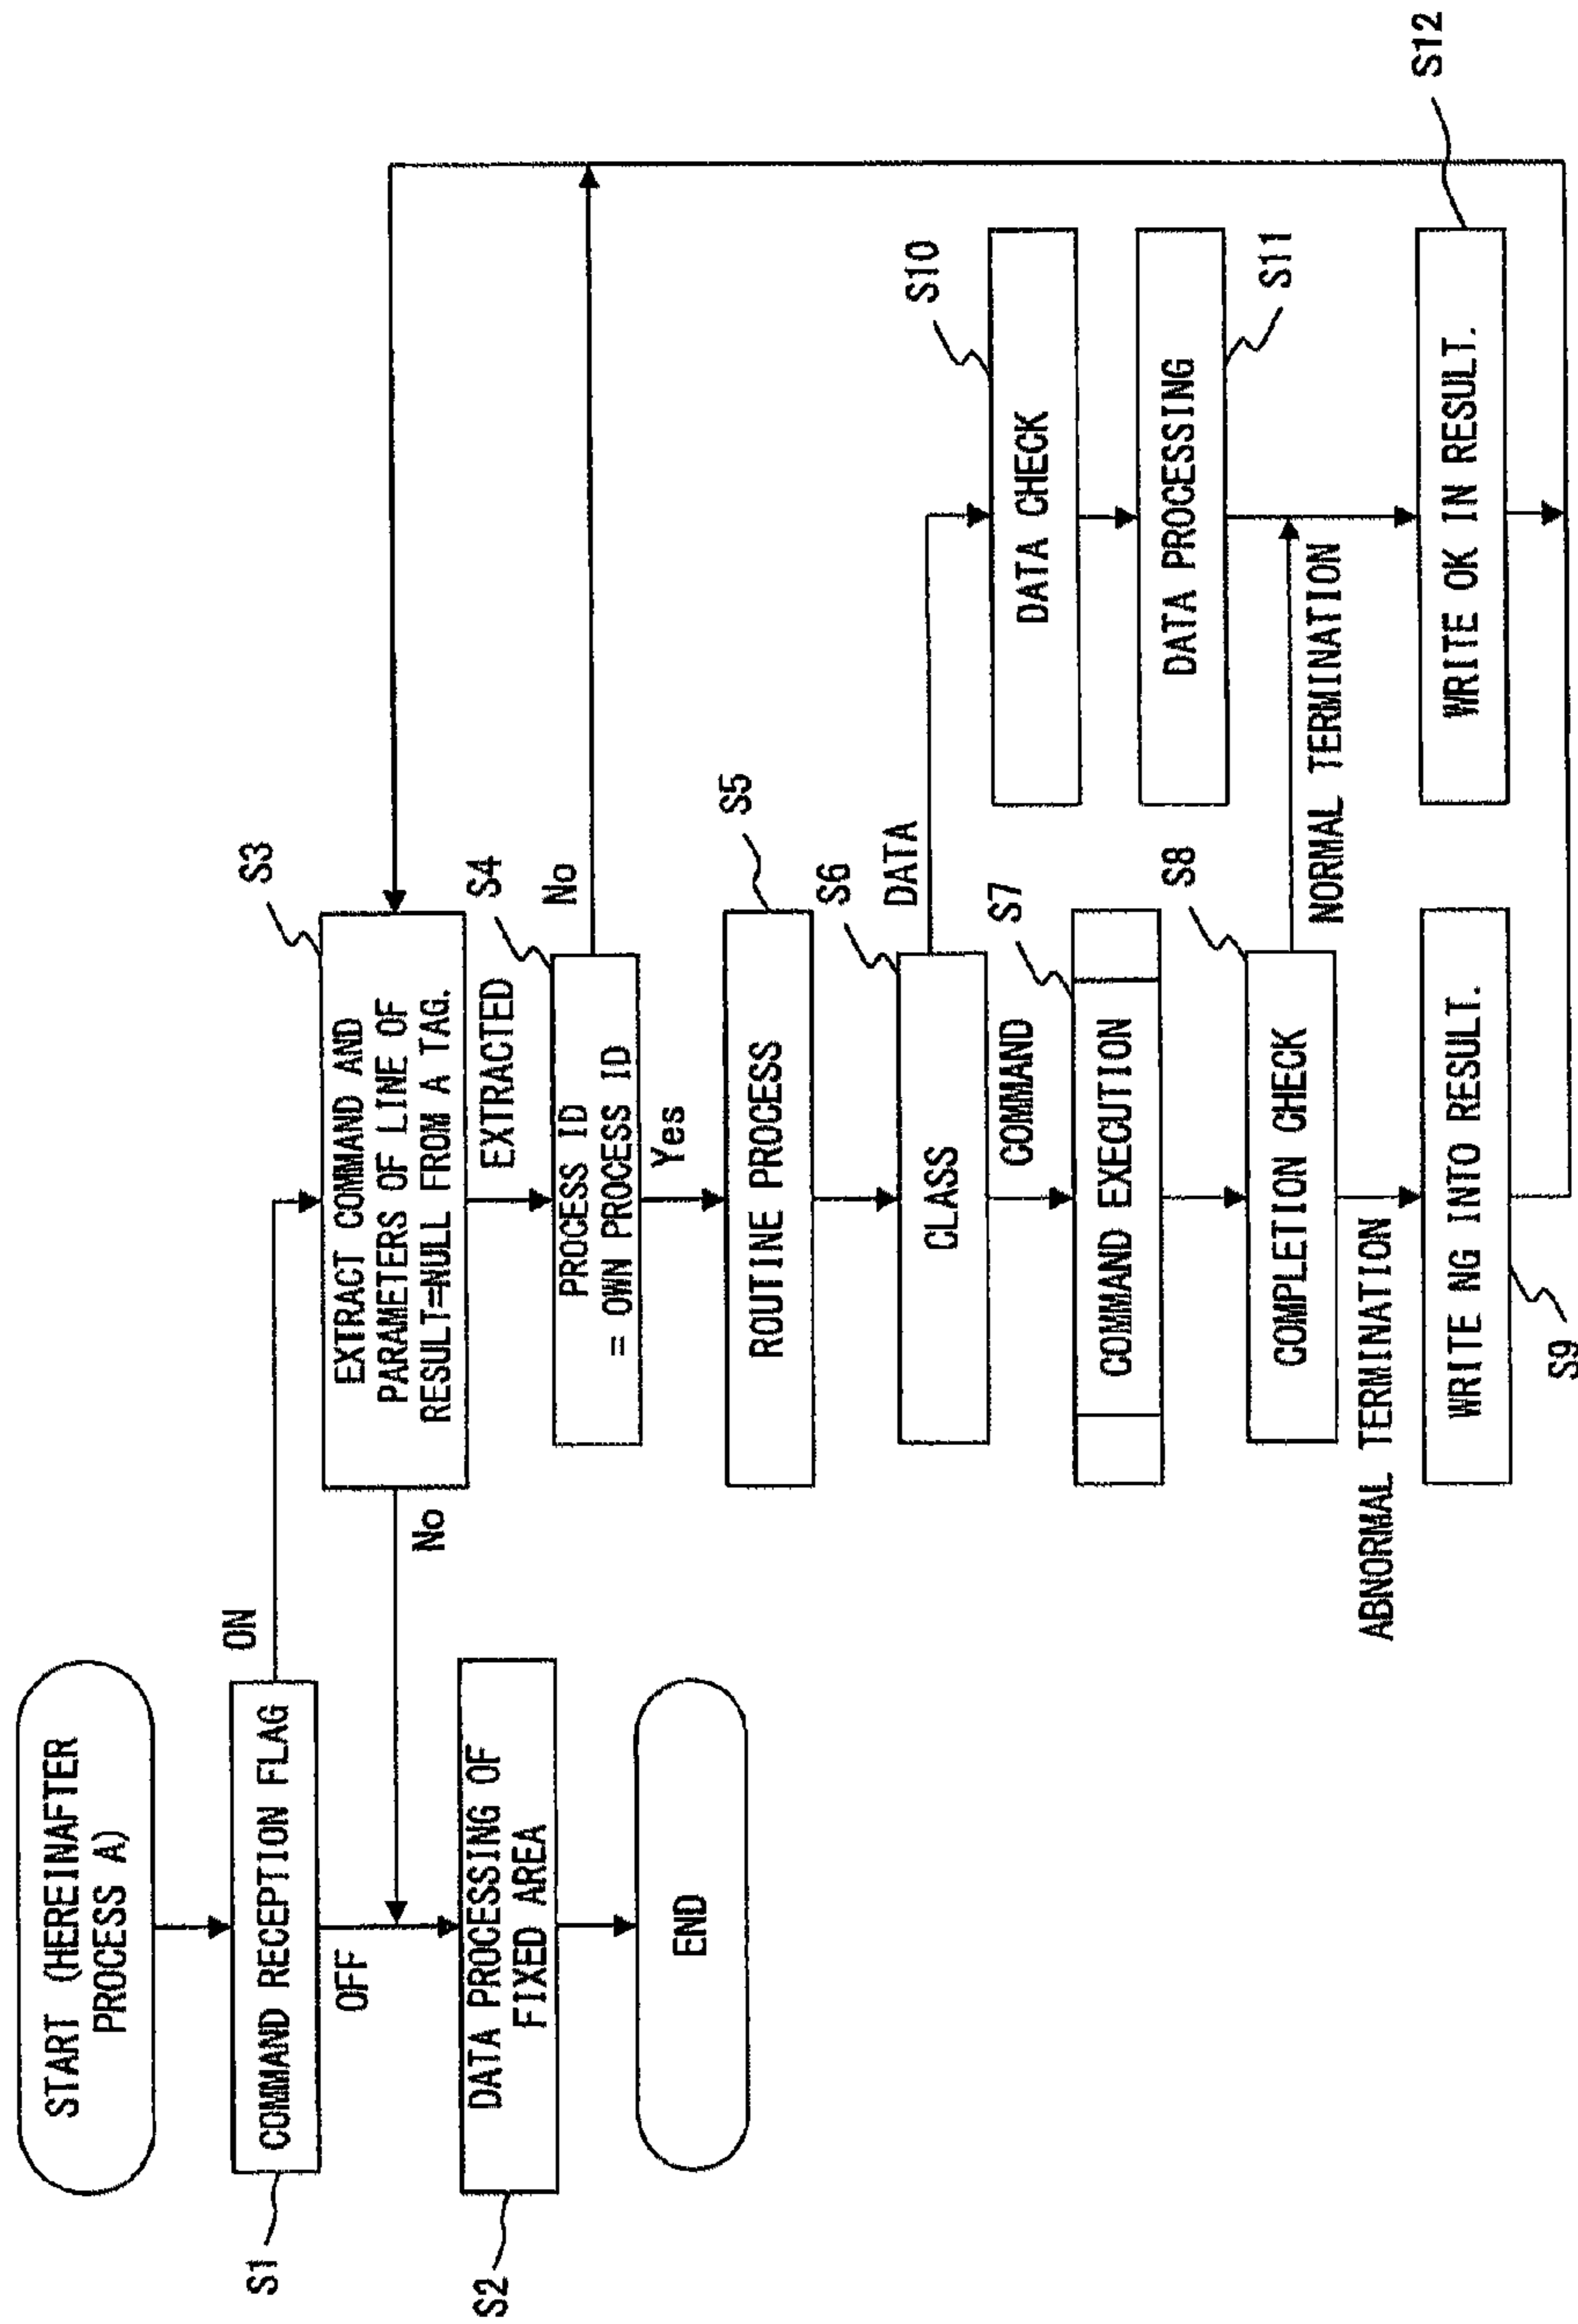 START (HEREINAFTER
PROCESS A)
S1
COMMAND RECEPTION FLAG
ON
OFF
S2
DATA PROCESSING OF
FIXED AREA
END
S3
EXTRACT COMMAND AND
PARAMETERS OF LINE OF
RESULT=NULL FROM A TAG.
No
EXTRACTED
S4
PROCESS ID
= OWN PROCESS ID
No
Yes
S5
ROUTINE PROCESS
S6
CLASS
DATA
COMMAND
S7
COMMAND EXECUTION
S8
COMPLETION CHECK
NORMAL TERMINATION
ABNORMAL TERMINATION
WRITE NG INTO RESULT.
S9
S10
DATA CHECK
DATA PROCESSING
S11
WRITE OK IN RESULT.
S12